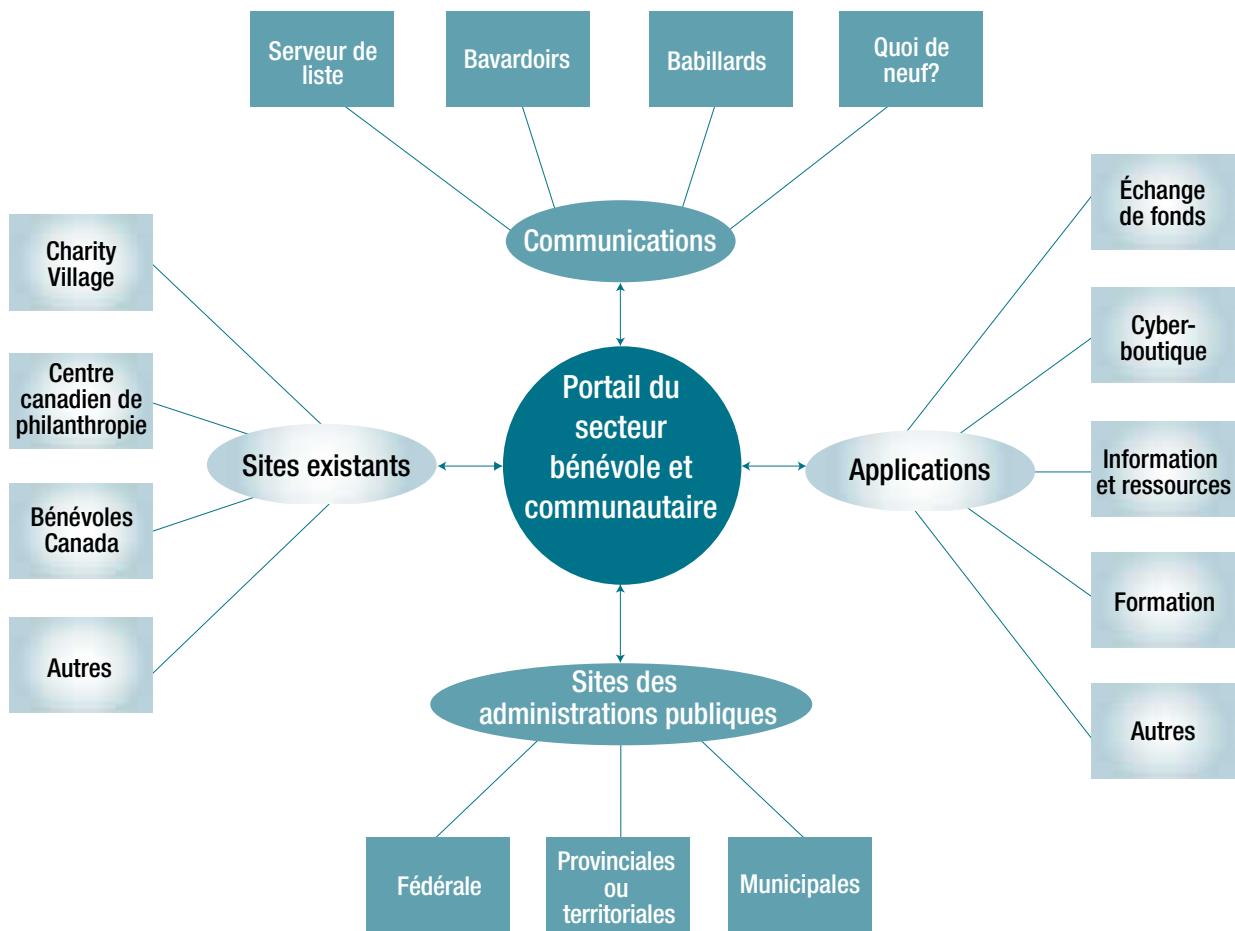 Serveur de
liste
Bavardoirs
Babillards
Quoi de
neuf?
Communications
Charity
Village
Centre
canadien de
philanthropie
Bénévoles
Canada
Autres
Sites existants
Portail du
secteur
bénévole et
communautaire
Applications
Échange
de fonds
Cyber-
boutique
Information
et ressources
Formation
Autres
Sites des
administrations publiques
Fédérale
Provinciales
ou
territoriales
Municipales